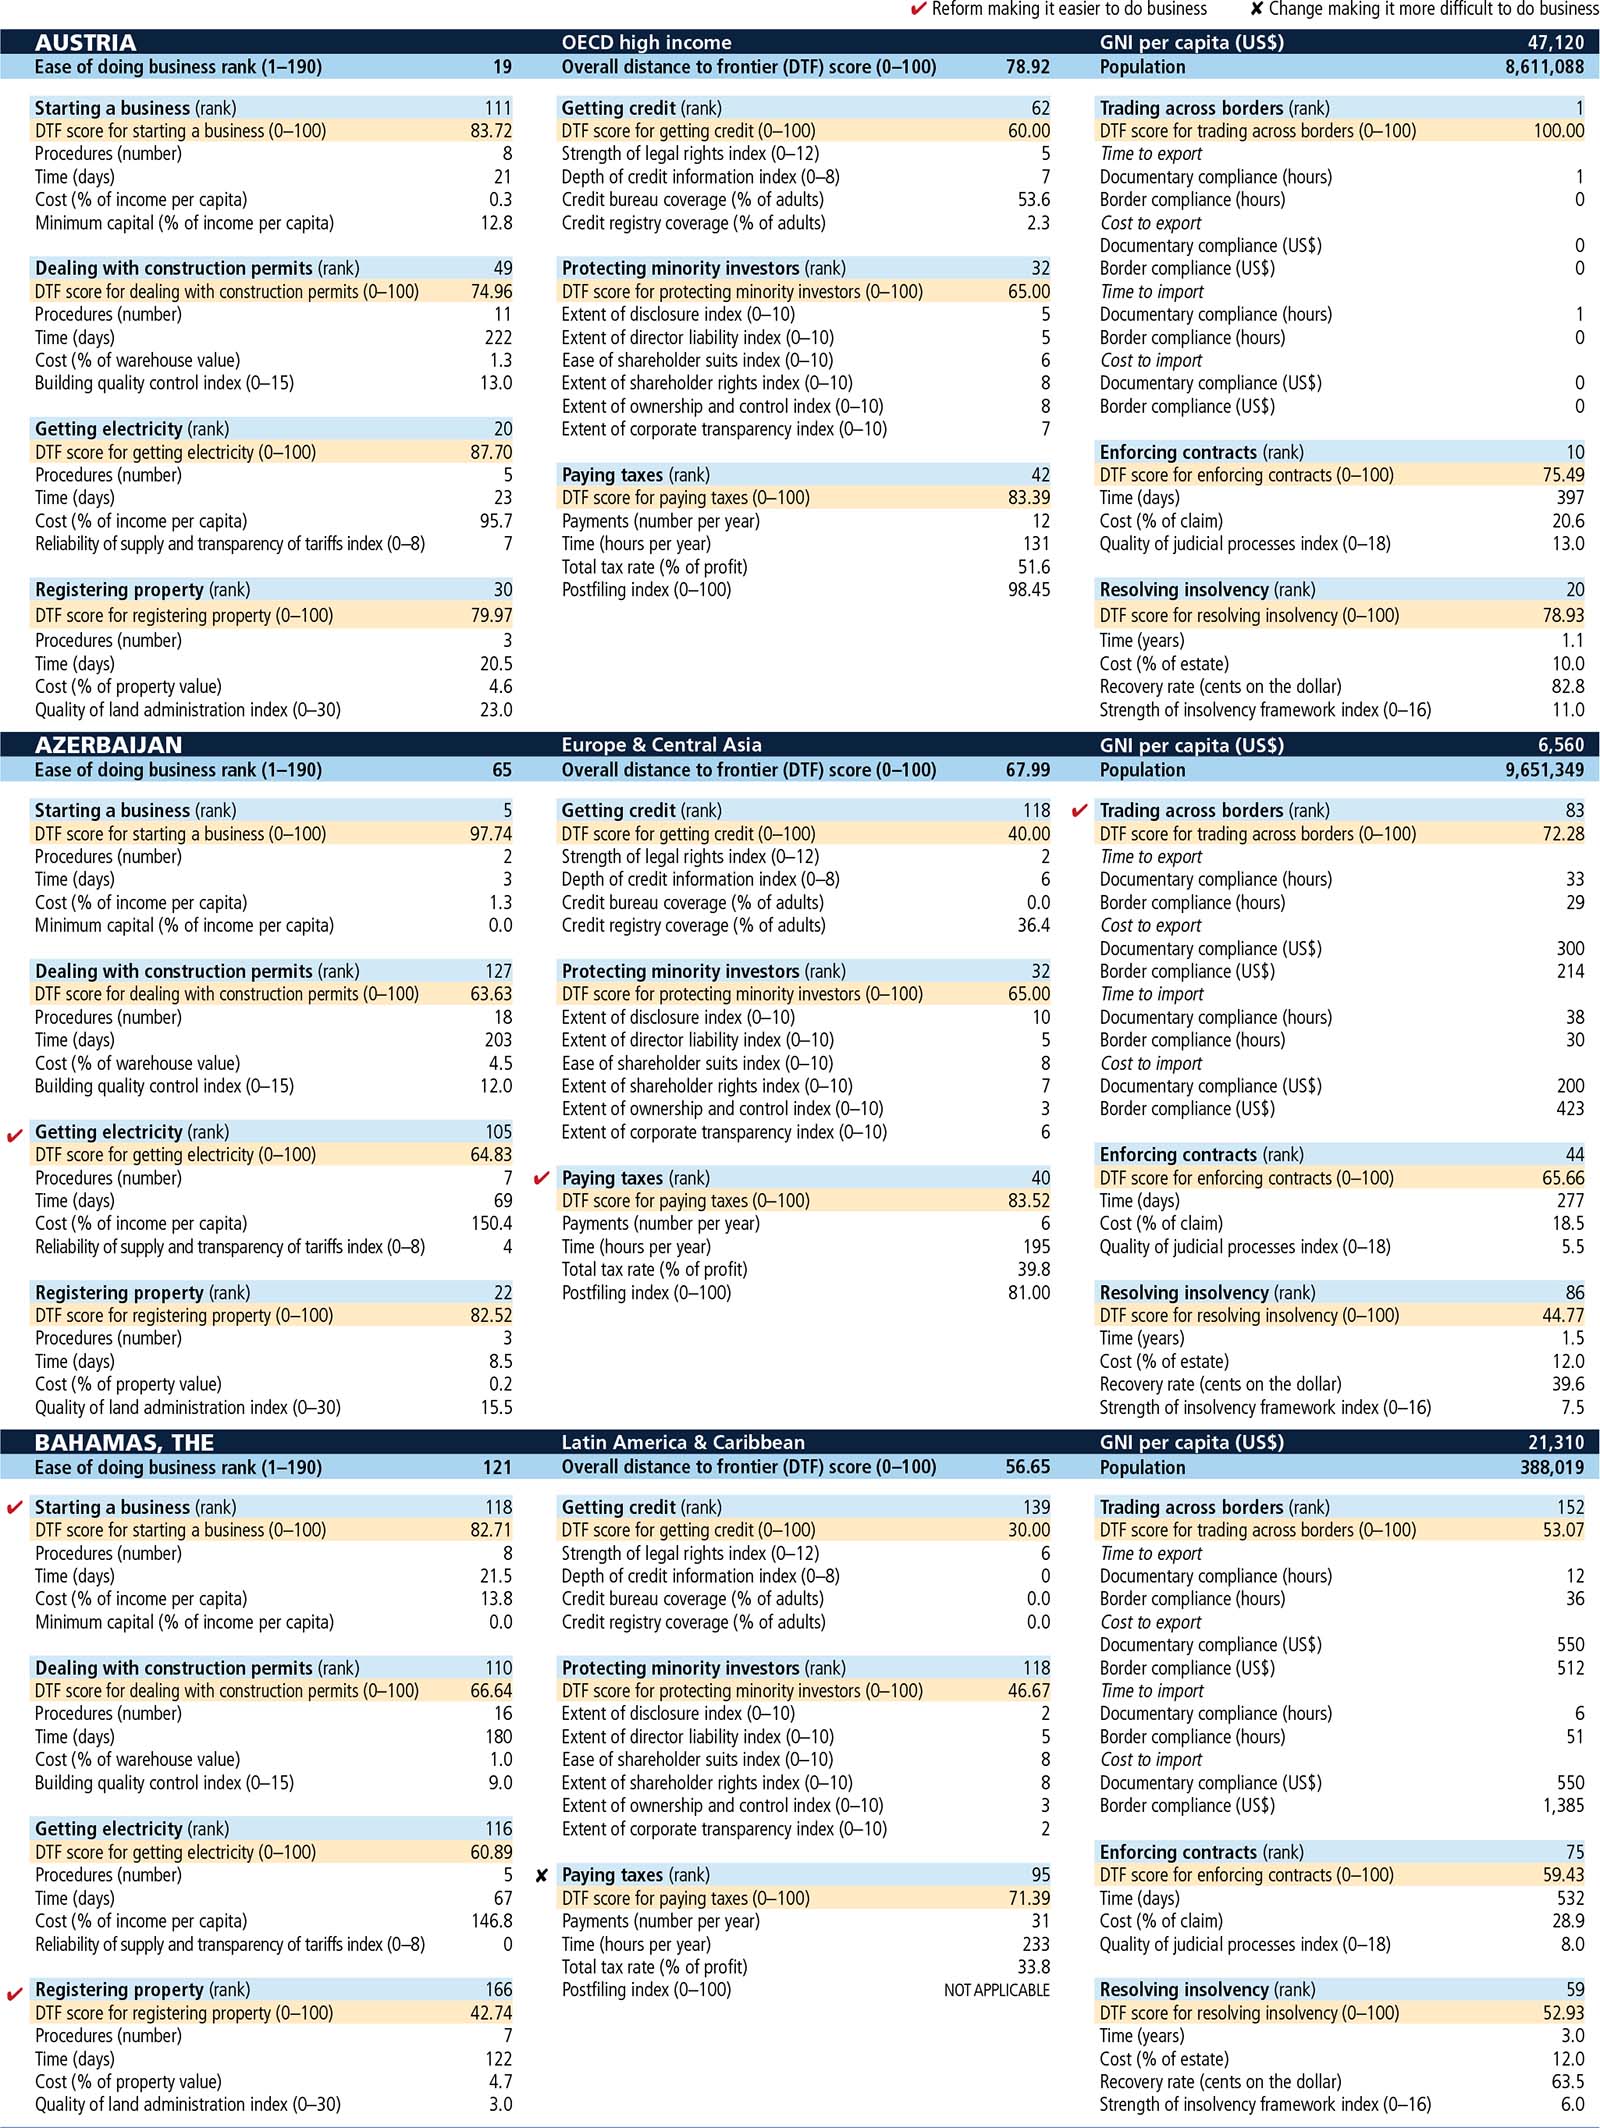 ✔ Reform making it easier to do business ✘ Change making it more difficult to do business
AUSTRIA OECD high income GNI per capita (US$) 47,120
Ease of doing business rank (1–190) 19 Overall distance to frontier (DTF) score (0–100) 78.92 Population 8,611,088
Starting a business (rank) 111
DTF score for starting a business (0–100) 83.72
Procedures (number) 8
Time (days) 21
Cost (% of income per capita) 0.3
Minimum capital (% of income per capita) 12.8
Dealing with construction permits (rank) 49
DTF score for dealing with construction permits (0–100) 74.96
Procedures (number) 11
Time (days) 222
Cost (% of warehouse value) 1.3
Building quality control index (0–15) 13.0
Getting electricity (rank) 20
DTF score for getting electricity (0–100) 87.70
Procedures (number) 5
Time (days) 23
Cost (% of income per capita) 95.7
Reliability of supply and transparency of tariffs index (0–8) 7
Registering property (rank) 30
DTF score for registering property (0–100) 79.97
Procedures (number) 3
Time (days) 20.5
Cost (% of property value) 4.6
Quality of land administration index (0–30) 23.0
Getting credit (rank) 62
DTF score for getting credit (0–100) 60.00
Strength of legal rights index (0–12) 5
Depth of credit information index (0–8) 7
Credit bureau coverage (% of adults) 53.6
Credit registry coverage (% of adults) 2.3
Protecting minority investors (rank) 32
DTF score for protecting minority investors (0–100) 65.00
Extent of disclosure index (0–10) 5
Extent of director liability index (0–10) 5
Ease of shareholder suits index (0–10) 6
Extent of shareholder rights index (0–10) 8
Extent of ownership and control index (0–10) 8
Extent of corporate transparency index (0–10) 7
Paying taxes (rank) 42
DTF score for paying taxes (0–100) 83.39
Payments (number per year) 12
Time (hours per year) 131
Total tax rate (% of profit) 51.6
Postfiling index (0–100) 98.45
Trading across borders (rank) 1
DTF score for trading across borders (0–100) 100.00
Time to export
Documentary compliance (hours) 1
Border compliance (hours) 0
Cost to export
Documentary compliance (US$) 0
Border compliance (US$) 0
Time to import
Documentary compliance (hours) 1
Border compliance (hours) 0
Cost to import
Documentary compliance (US$) 0
Border compliance (US$) 0
Enforcing contracts (rank) 10
DTF score for enforcing contracts (0–100) 75.49
Time (days) 397
Cost (% of claim) 20.6
Quality of judicial processes index (0–18) 13.0
Resolving insolvency (rank) 20
DTF score for resolving insolvency (0–100) 78.93
Time (years) 1.1
Cost (% of estate) 10.0
Recovery rate (cents on the dollar) 82.8
Strength of insolvency framework index (0–16) 11.0
AZERBAIJAN Europe & Central Asia GNI per capita (US$) 6,560
Ease of doing business rank (1–190) 65 Overall distance to frontier (DTF) score (0–100) 67.99 Population 9,651,349
Starting a business (rank) 5
DTF score for starting a business (0–100) 97.74
Procedures (number) 2
Time (days) 3
Cost (% of income per capita) 1.3
Minimum capital (% of income per capita) 0.0
Dealing with construction permits (rank) 127
DTF score for dealing with construction permits (0–100) 63.63
Procedures (number) 18
Time (days) 203
Cost (% of warehouse value) 4.5
Building quality control index (0–15) 12.0
✔ Getting electricity (rank) 105
DTF score for getting electricity (0–100) 64.83
Procedures (number) 7
Time (days) 69
Cost (% of income per capita) 150.4
Reliability of supply and transparency of tariffs index (0–8) 4
Registering property (rank) 22
DTF score for registering property (0–100) 82.52
Procedures (number) 3
Time (days) 8.5
Cost (% of property value) 0.2
Quality of land administration index (0–30) 15.5
Getting credit (rank) 118
DTF score for getting credit (0–100) 40.00
Strength of legal rights index (0–12) 2
Depth of credit information index (0–8) 6
Credit bureau coverage (% of adults) 0.0
Credit registry coverage (% of adults) 36.4
Protecting minority investors (rank) 32
DTF score for protecting minority investors (0–100) 65.00
Extent of disclosure index (0–10) 10
Extent of director liability index (0–10) 5
Ease of shareholder suits index (0–10) 8
Extent of shareholder rights index (0–10) 7
Extent of ownership and control index (0–10) 3
Extent of corporate transparency index (0–10) 6
✔ Paying taxes (rank) 40
DTF score for paying taxes (0–100) 83.52
Payments (number per year) 6
Time (hours per year) 195
Total tax rate (% of profit) 39.8
Postfiling index (0–100) 81.00
✔ Trading across borders (rank) 83
DTF score for trading across borders (0–100) 72.28
Time to export
Documentary compliance (hours) 33
Border compliance (hours) 29
Cost to export
Documentary compliance (US$) 300
Border compliance (US$) 214
Time to import
Documentary compliance (hours) 38
Border compliance (hours) 30
Cost to import
Documentary compliance (US$) 200
Border compliance (US$) 423
Enforcing contracts (rank) 44
DTF score for enforcing contracts (0–100) 65.66
Time (days) 277
Cost (% of claim) 18.5
Quality of judicial processes index (0–18) 5.5
Resolving insolvency (rank) 86
DTF score for resolving insolvency (0–100) 44.77
Time (years) 1.5
Cost (% of estate) 12.0
Recovery rate (cents on the dollar) 39.6
Strength of insolvency framework index (0–16) 7.5
BAHAMAS, THE Latin America & Caribbean GNI per capita (US$) 21,310
Ease of doing business rank (1–190) 121 Overall distance to frontier (DTF) score (0–100) 56.65 Population 388,019
✔ Starting a business (rank) 118
DTF score for starting a business (0–100) 82.71
Procedures (number) 8
Time (days) 21.5
Cost (% of income per capita) 13.8
Minimum capital (% of income per capita) 0.0
Dealing with construction permits (rank) 110
DTF score for dealing with construction permits (0–100) 66.64
Procedures (number) 16
Time (days) 180
Cost (% of warehouse value) 1.0
Building quality control index (0–15) 9.0
Getting electricity (rank) 116
DTF score for getting electricity (0–100) 60.89
Procedures (number) 5
Time (days) 67
Cost (% of income per capita) 146.8
Reliability of supply and transparency of tariffs index (0–8) 0
✔ Registering property (rank) 166
DTF score for registering property (0–100) 42.74
Procedures (number) 7
Time (days) 122
Cost (% of property value) 4.7
Quality of land administration index (0–30) 3.0
Getting credit (rank) 139
DTF score for getting credit (0–100) 30.00
Strength of legal rights index (0–12) 6
Depth of credit information index (0–8) 0
Credit bureau coverage (% of adults) 0.0
Credit registry coverage (% of adults) 0.0
Protecting minority investors (rank) 118
DTF score for protecting minority investors (0–100) 46.67
Extent of disclosure index (0–10) 2
Extent of director liability index (0–10) 5
Ease of shareholder suits index (0–10) 8
Extent of shareholder rights index (0–10) 8
Extent of ownership and control index (0–10) 3
Extent of corporate transparency index (0–10) 2
✘ Paying taxes (rank) 95
DTF score for paying taxes (0–100) 71.39
Payments (number per year) 31
Time (hours per year) 233
Total tax rate (% of profit) 33.8
Postfiling index (0–100) NOT APPLICABLE
Trading across borders (rank) 152
DTF score for trading across borders (0–100) 53.07
Time to export
Documentary compliance (hours) 12
Border compliance (hours) 36
Cost to export
Documentary compliance (US$) 550
Border compliance (US$) 512
Time to import
Documentary compliance (hours) 6
Border compliance (hours) 51
Cost to import
Documentary compliance (US$) 550
Border compliance (US$) 1,385
Enforcing contracts (rank) 75
DTF score for enforcing contracts (0–100) 59.43
Time (days) 532
Cost (% of claim) 28.9
Quality of judicial processes index (0–18) 8.0
Resolving insolvency (rank) 59
DTF score for resolving insolvency (0–100) 52.93
Time (years) 3.0
Cost (% of estate) 12.0
Recovery rate (cents on the dollar) 63.5
Strength of insolvency framework index (0–16) 6.0